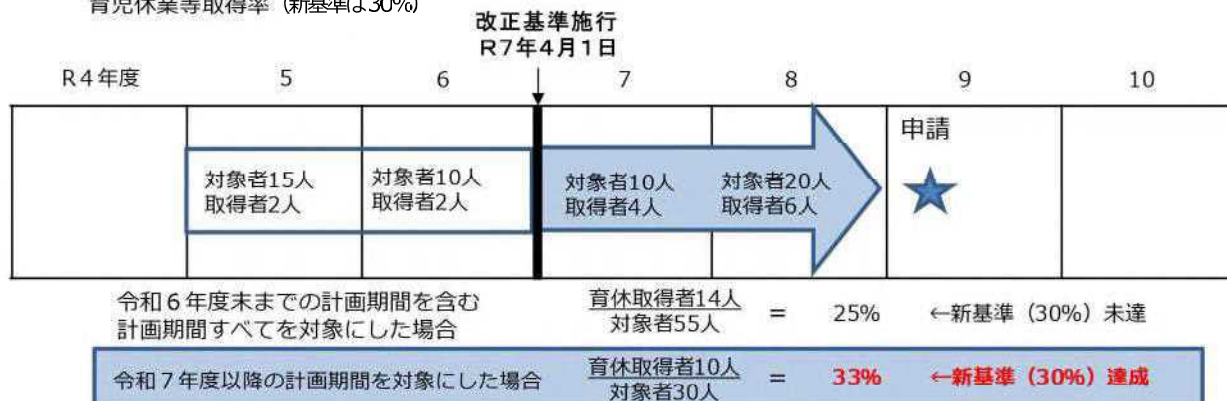 育児休業等取得率（新基準は30%）
改正基準施行
R7年4月1日
R4年度 5 6 7 8 9 10
申請
対象者15人
取得者2人
対象者10人
取得者2人
対象者10人
取得者4人
対象者20人
取得者6人
令和6年度末までの計画期間を含む
計画期間すべてを対象にした場合
育休取得者14人
対象者55人
= 25% ←新基準（30%）未達
令和7年度以降の計画期間を対象にした場合
育休取得者10人
対象者30人
= 33% ←新基準（30%）達成